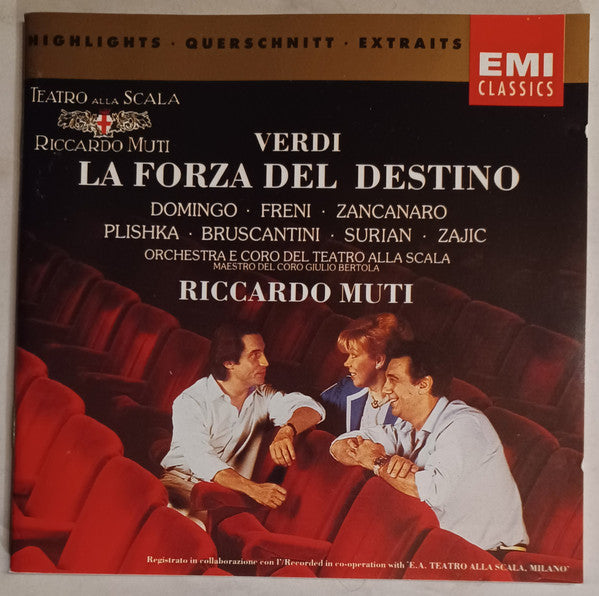 HIGHLIGHTS · QUERSCHNITT · EXTRAITS
EMI
CLASSICS
TEATRO ALLA SCALA
RICCARDO MUTI
VERDI
LA FORZA DEL DESTINO
DOMINGO · FRENI · ZANCANARO
PLISHKA · BRUSCANTINI · SURIAN · ZAJIC
ORCHESTRA E CORO DEL TEATRO ALLA SCALA
MAESTRO DEL CORO GIULIO BERTOLA
RICCARDO MUTI
Registrato in collaborazione con l'/Recorded in co-operation with "E.A. TEATRO ALLA SCALA, MILANO"